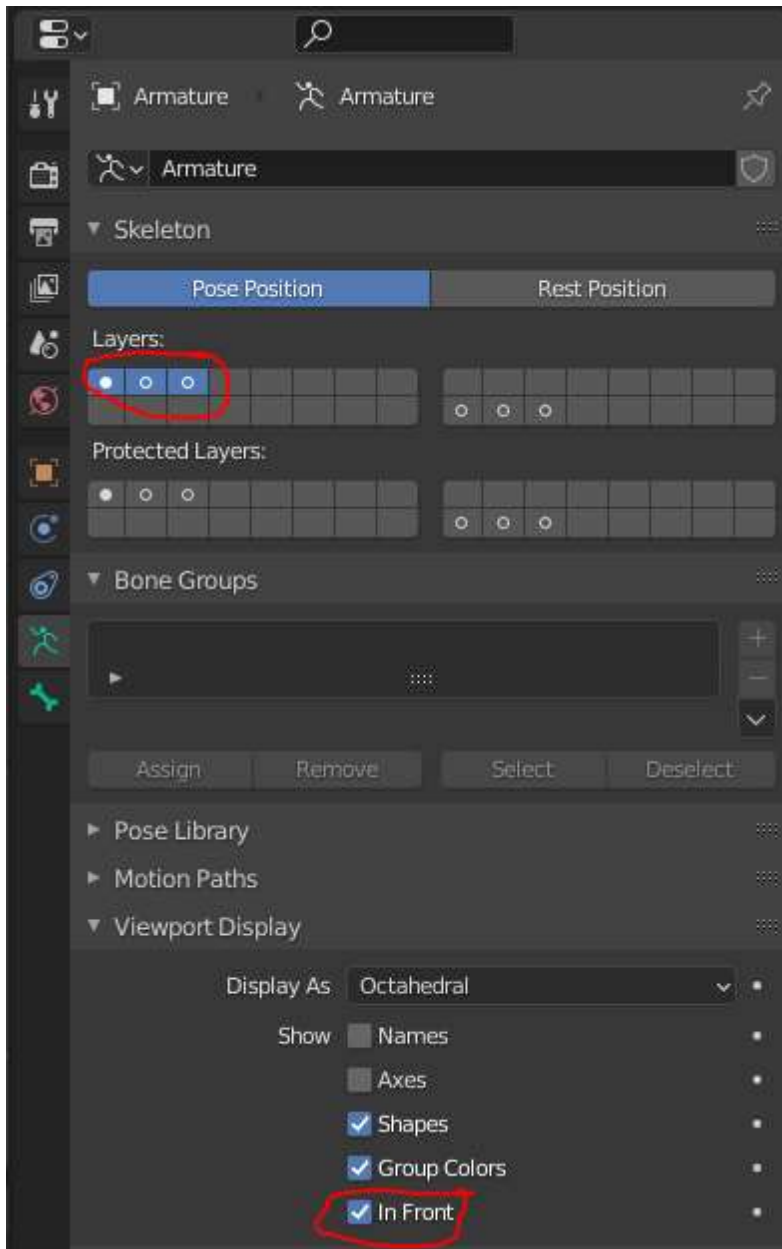 Armature Armature
Armature
Skeleton
Pose Position Rest Position
Layers:
Protected Layers:
Bone Groups
Assign Remove Select Deselect
Pose Library
Motion Paths
Viewport Display
Display As Octahedral
Show Names
Axes
Shapes
Group Colors
In Front